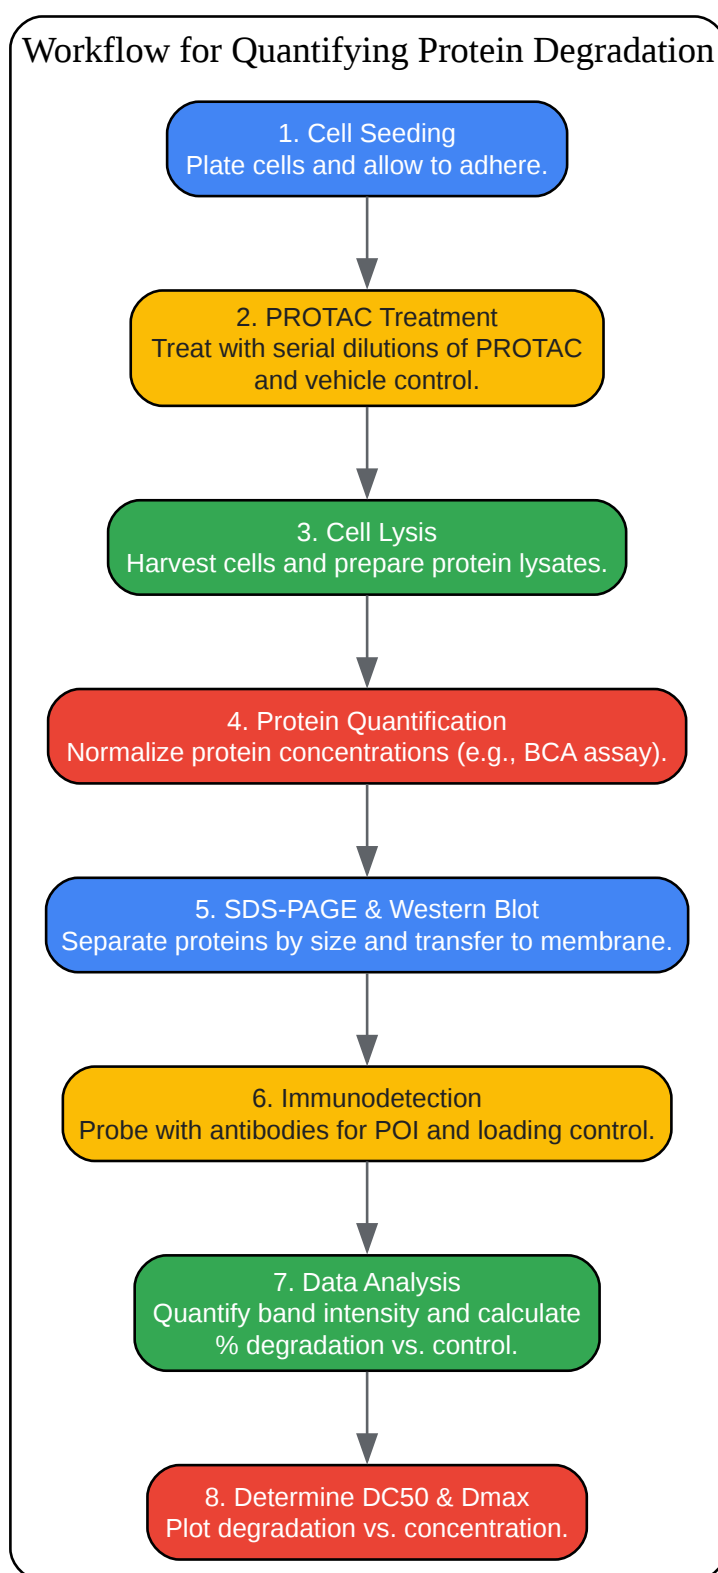 Workflow for Quantifying Protein Degradation
1. Cell Seeding
Plate cells and allow to adhere.
2. PROTAC Treatment
Treat with serial dilutions of PROTAC
and vehicle control.
3. Cell Lysis
Harvest cells and prepare protein lysates.
4. Protein Quantification
Normalize protein concentrations (e.g., BCA assay).
5. SDS-PAGE & Western Blot
Separate proteins by size and transfer to membrane.
6. Immunodetection
Probe with antibodies for POI and loading control.
7. Data Analysis
Quantify band intensity and calculate
% degradation vs. control.
8. Determine DC50 & Dmax
Plot degradation vs. concentration.